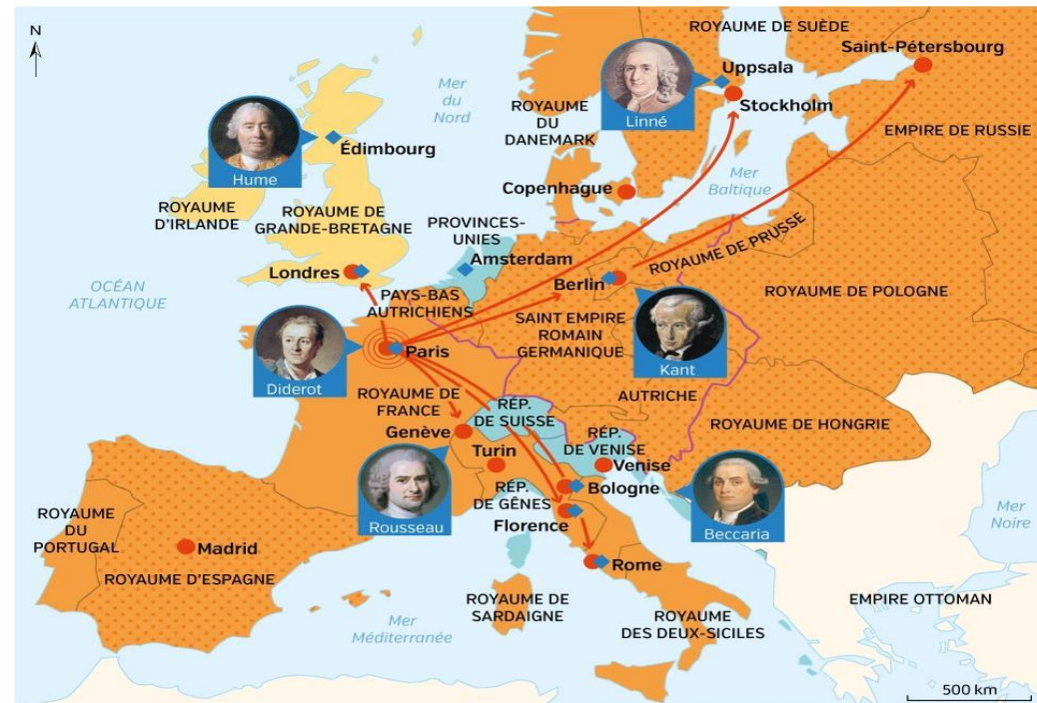 N
ROYAUME DE SUÈDE
Saint-Pétersbourg
Uppsala
Mer
du
Nord
Linné
Stockholm
ROYAUME
DU
DANEMARK
EMPIRE DE RUSSIE
Édimbourg
Hume
Mer
Baltique
Copenhague
ROYAUME
D'IRLANDE
ROYAUME DE
GRANDE-BRETAGNE
PROVINCES-
UNIES
Amsterdam
ROYAUME DE PRUSSE
Londres
Berlin
OCÉAN
ATLANTIQUE
PAYS-BAS
AUTRICHIENS
ROYAUME DE POLOGNE
SAINT EMPIRE
ROMAIN
GERMANIQUE
Paris
Kant
Diderot
ROYAUME DE
FRANCE
AUTRICHE
RÉP.
DE SUISSE
ROYAUME DE HONGRIE
Genève
RÉP.
DE VENISE
Turin
Venise
RÉP.
DE GÊNES
Bologne
Florence
Rousseau
Beccaria
Mer
Noire
ROYAUME
DU
PORTUGAL
Madrid
Rome
ROYAUME D'ESPAGNE
ROYAUME DE
SARDAIGNE
EMPIRE OTTOMAN
Mer
Méditerranée
ROYAUME
DES DEUX-SICILES
500 km